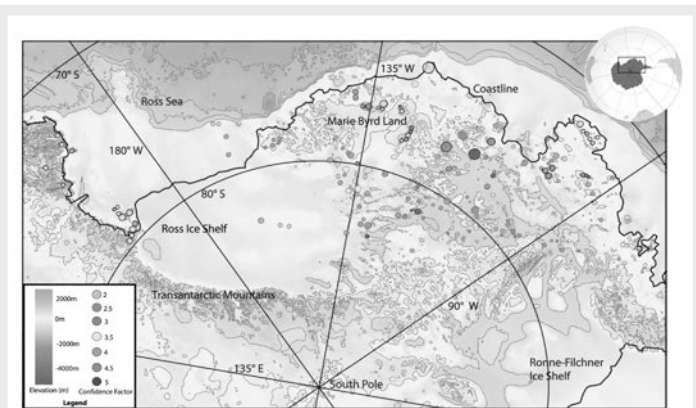 70° S
135° W
Coastline
Ross Sea
Marie Byrd Land
180° W
80° S
Ross Ice Shelf
Transantarctic Mountains
90° W
135° E
South Pole
Ronne-Filchner
Ice Shelf
2000m
0m
-2000m
-4000m
Elevation (m)
2
2.5
3
3.5
4
4.5
5
Confidence Factor
Legend